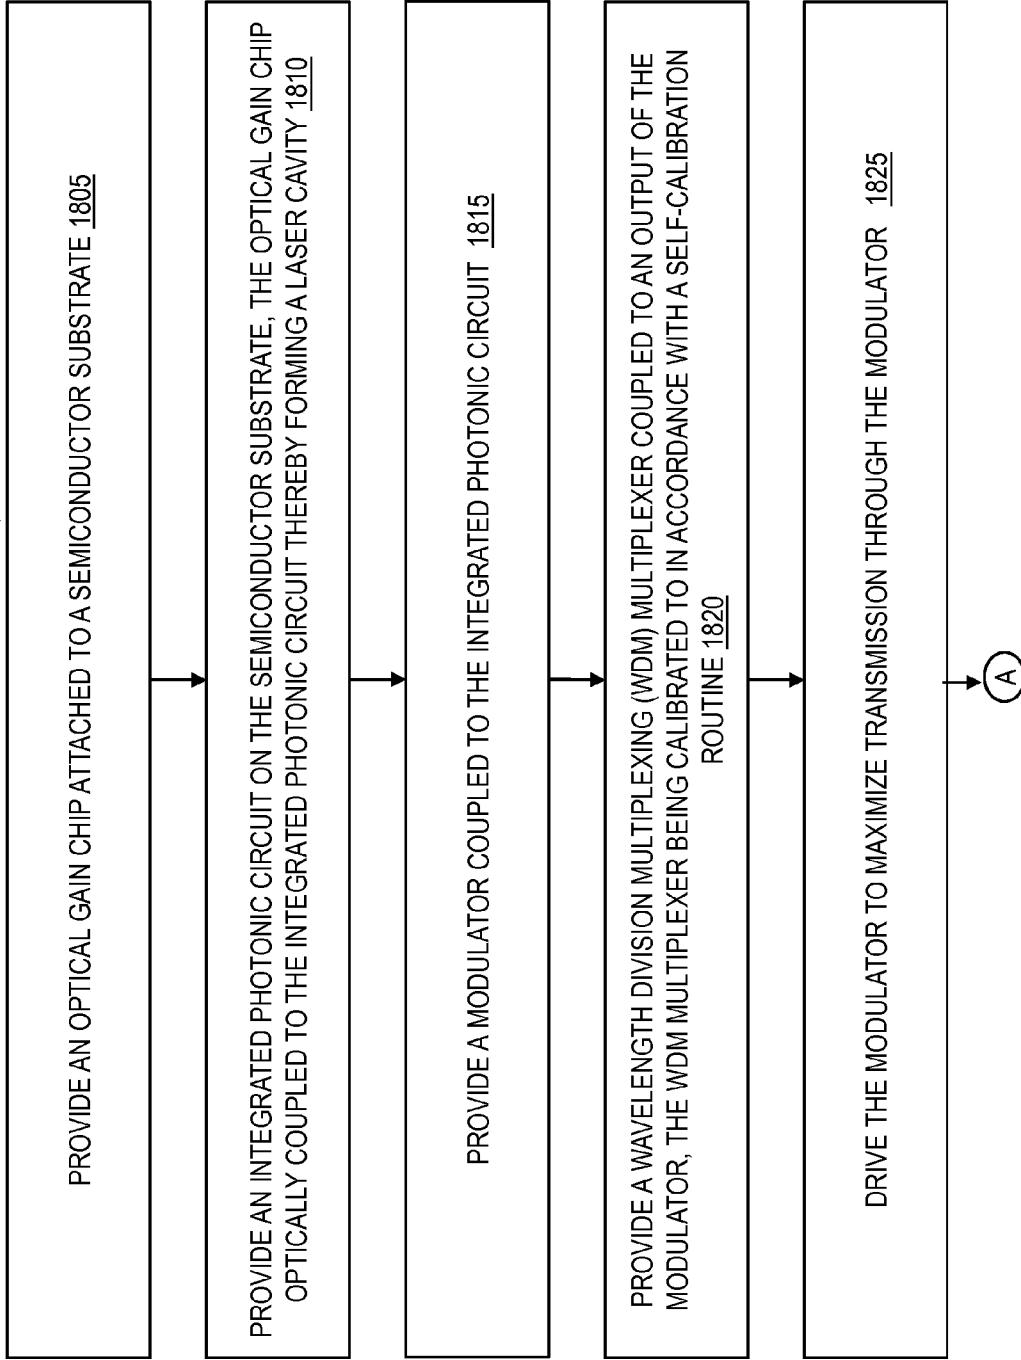 PROVIDE AN OPTICAL GAIN CHIP ATTACHED TO A SEMICONDUCTOR SUBSTRATE 1805
PROVIDE AN INTEGRATED PHOTONIC CIRCUIT ON THE SEMICONDUCTOR SUBSTRATE, THE OPTICAL GAIN CHIP
OPTICALLY COUPLED TO THE INTEGRATED PHOTONIC CIRCUIT THEREBY FORMING A LASER CAVITY 1810
PROVIDE A MODULATOR COUPLED TO THE INTEGRATED PHOTONIC CIRCUIT 1815
PROVIDE A WAVELENGTH DIVISION MULTIPLEXING (WDM) MULTIPLEXER COUPLED TO AN OUTPUT OF THE
MODULATOR, THE WDM MULTIPLEXER BEING CALIBRATED TO IN ACCORDANCE WITH A SELF-CALIBRATION
ROUTINE 1820
DRIVE THE MODULATOR TO MAXIMIZE TRANSMISSION THROUGH THE MODULATOR 1825
A